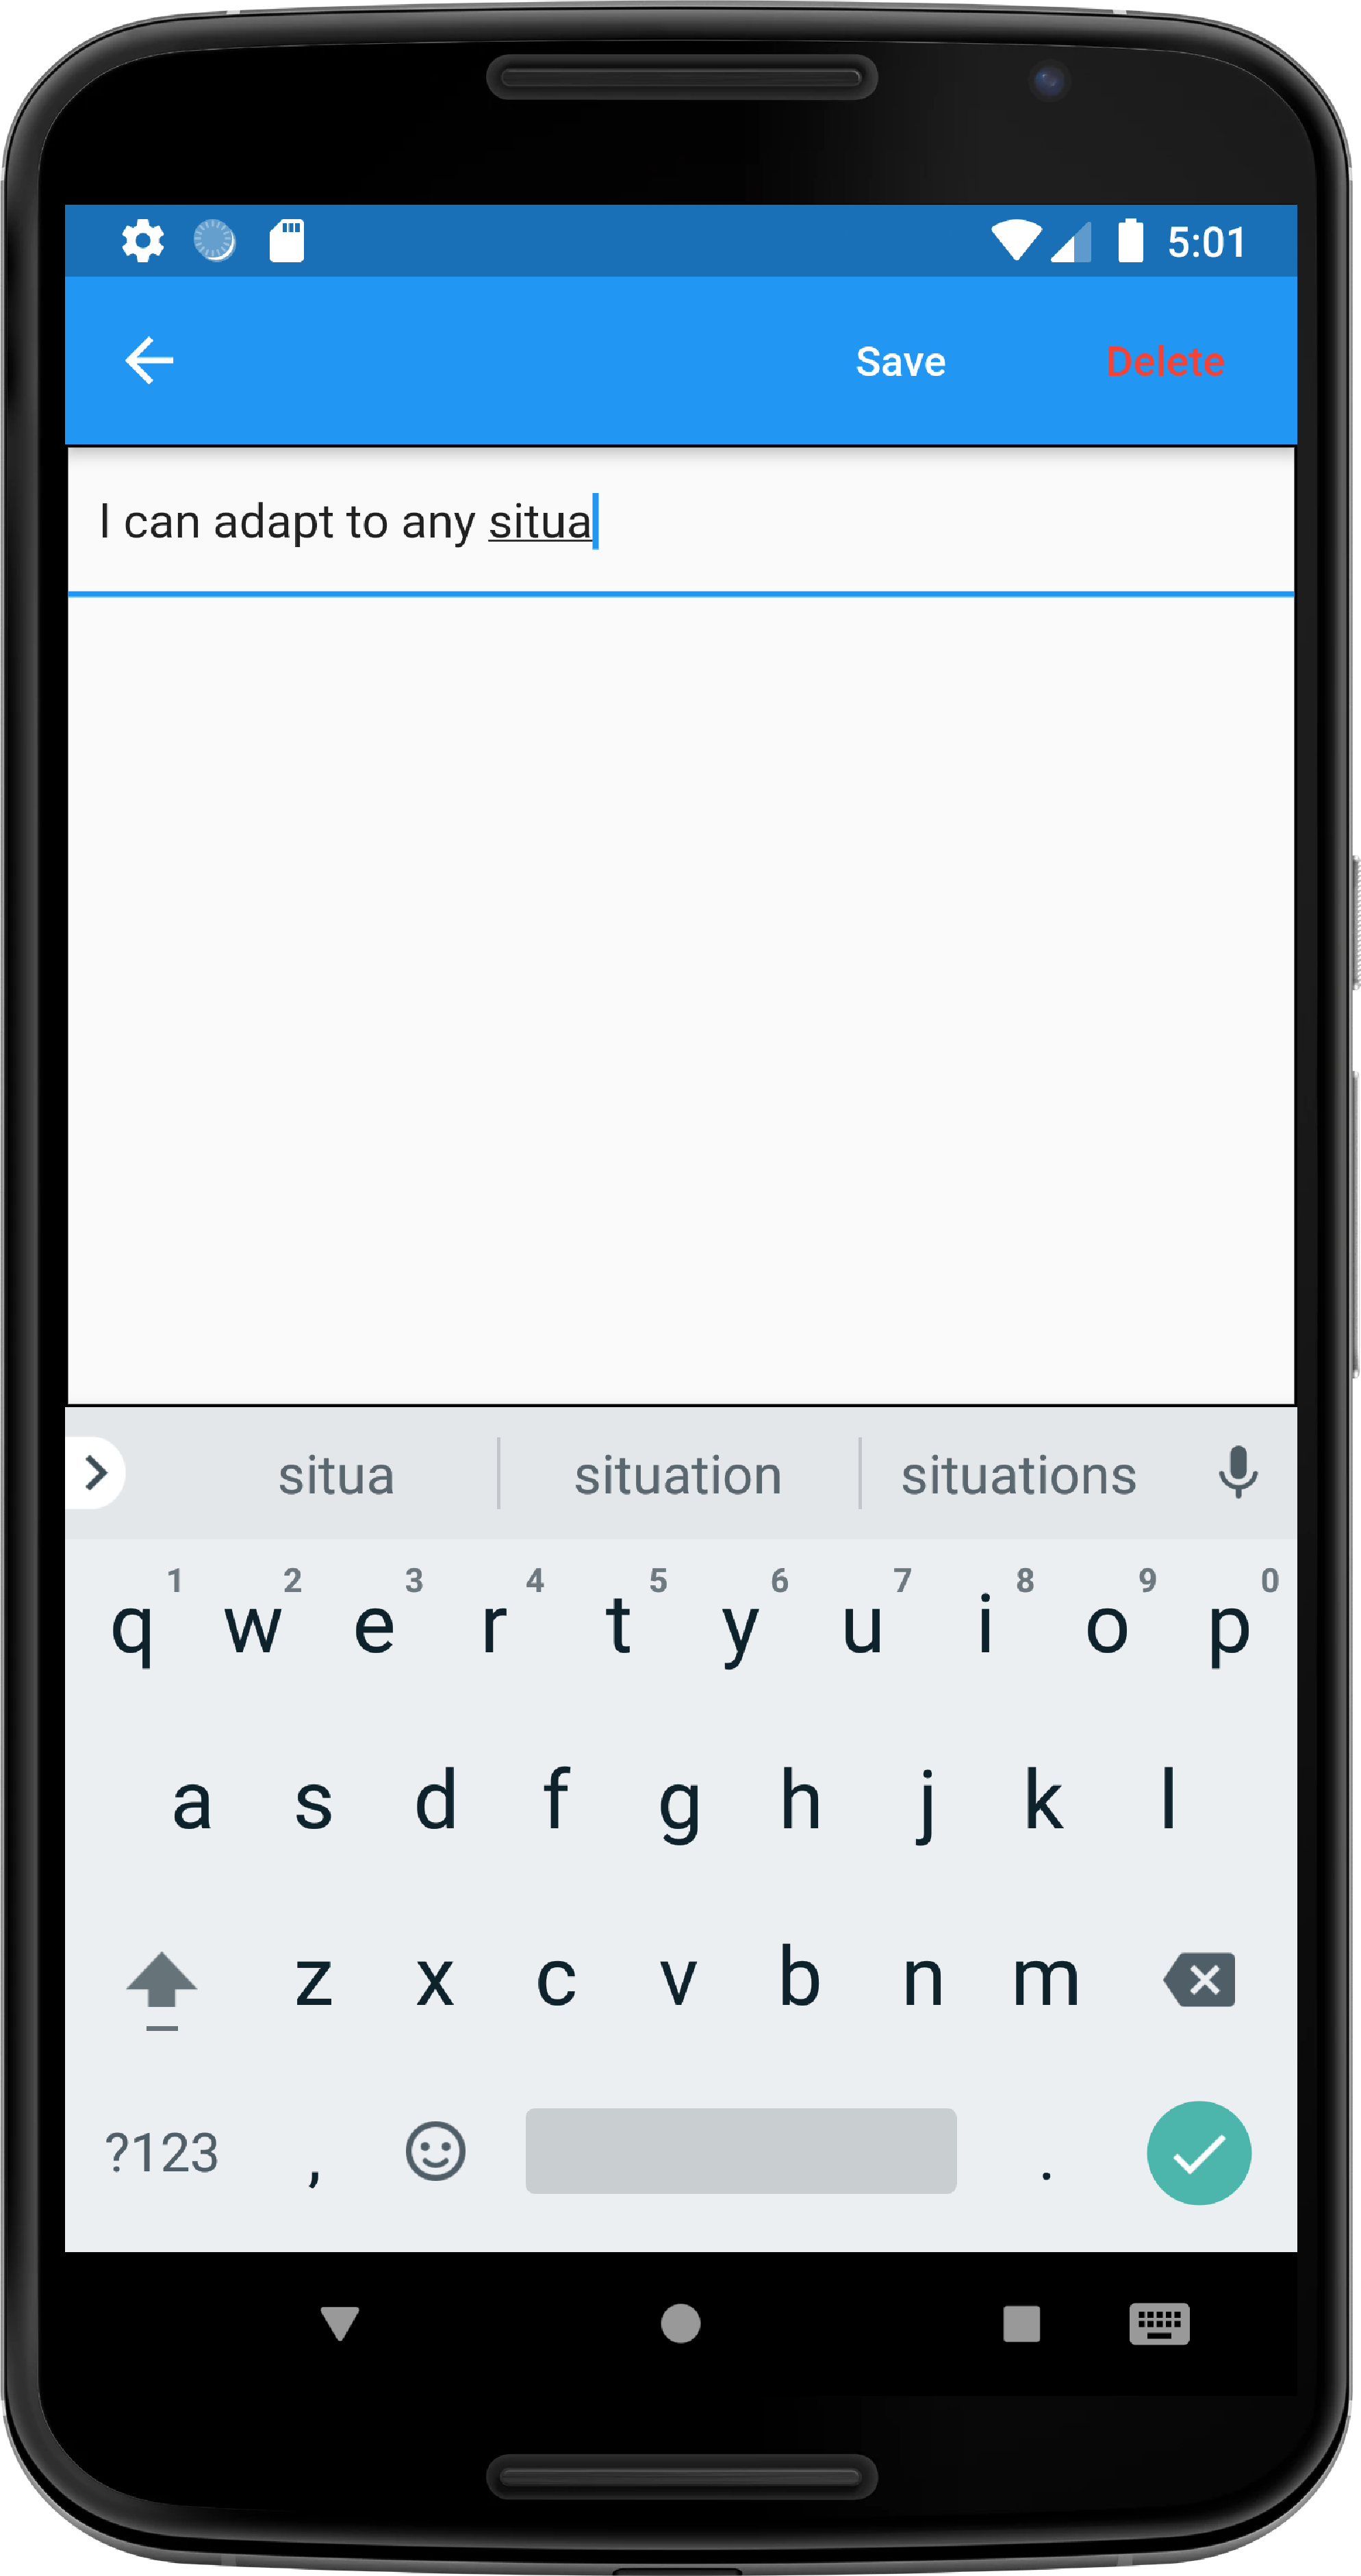 5:01
Save Delete
I can adapt to any situa
situa situation situations
1 2 3 4 5 6 7 8 9 0
q w e r t y u i o p
a s d f g h j k l
z x c v b n m
?123 , .